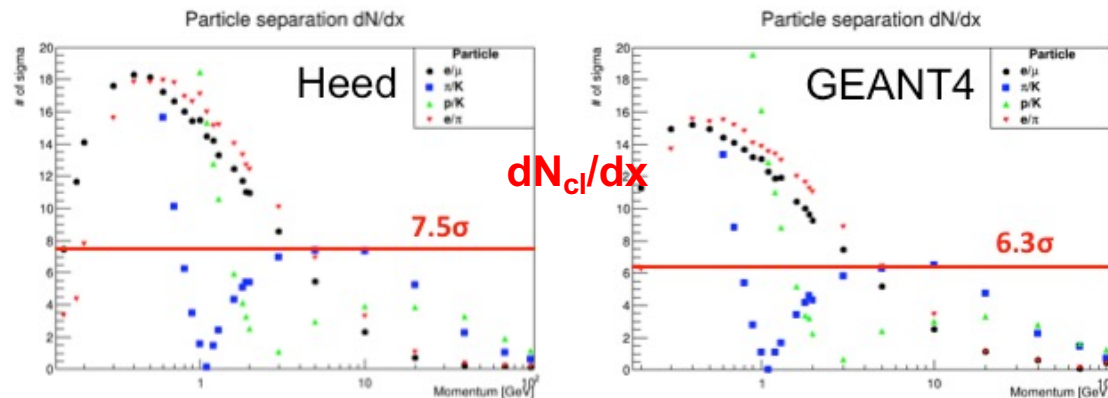 Particle separation dN/dx
# of sigma
20
18
16
14
12
10
8
6
4
2
0
Heed
Particle
e/μ
π/K
p/K
e/π
7.5σ
1
10
10²
Momentum [GeV]
dNcl/dx
Particle separation dN/dx
# of sigma
20
18
16
14
12
10
8
6
4
2
0
GEANT4
Particle
e/μ
π/K
p/K
e/π
6.3σ
1
10
10²
Momentum [GeV]